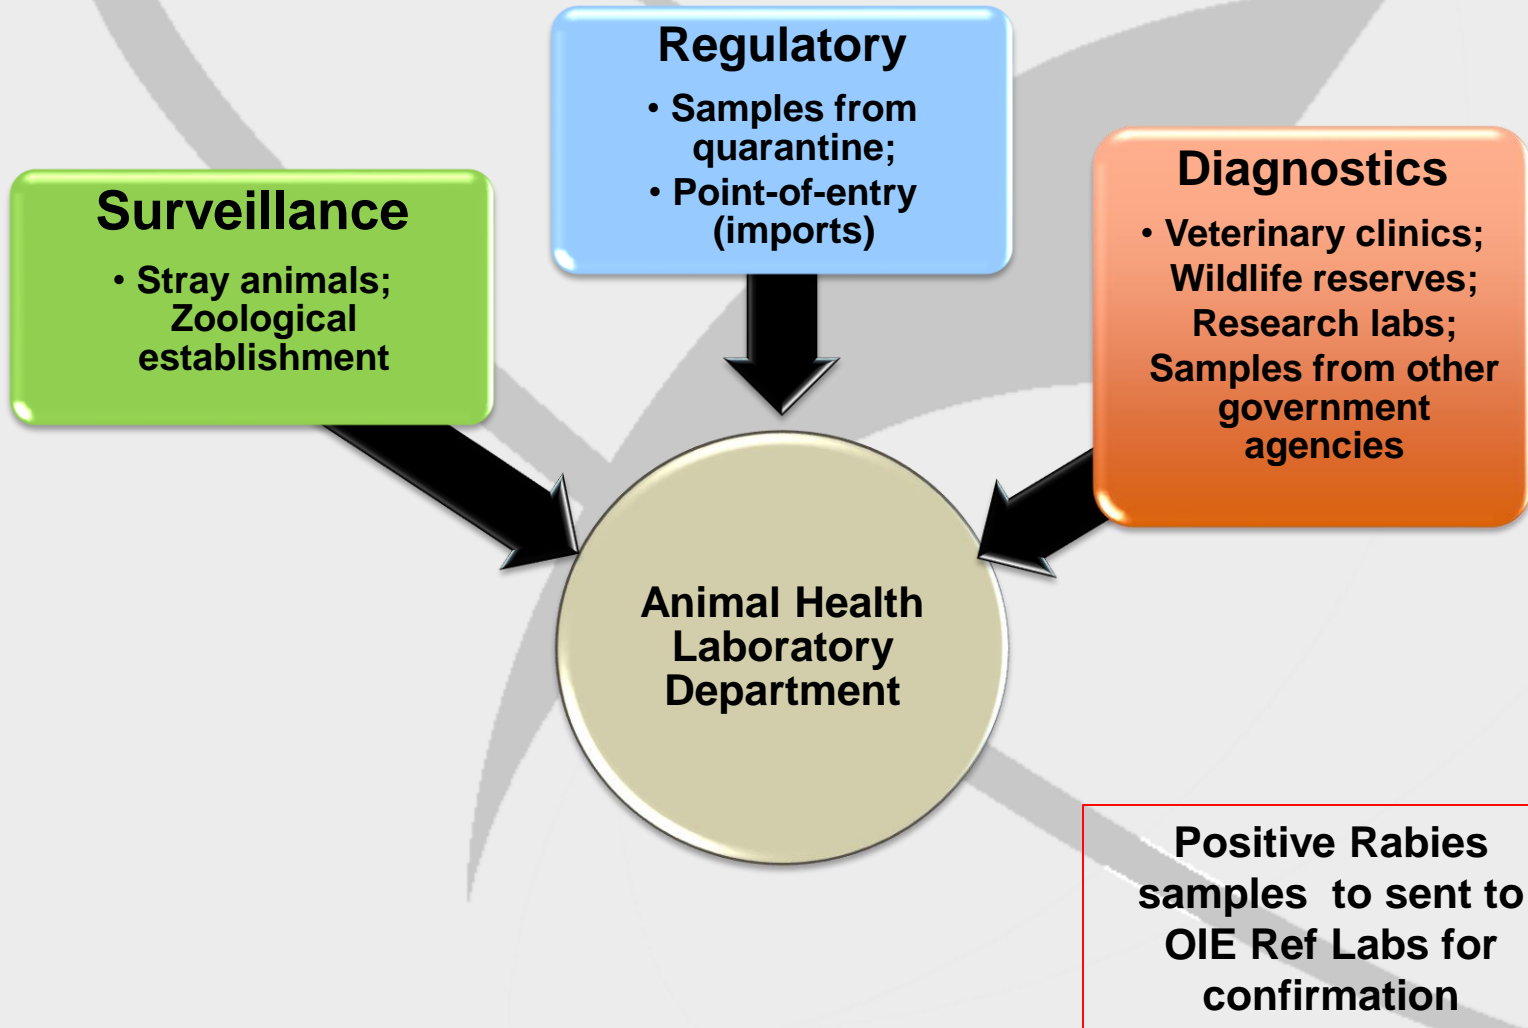 Regulatory
• Samples from
quarantine;
• Point-of-entry
(imports)
Surveillance
• Stray animals;
Zoological
establishment
Diagnostics
• Veterinary clinics;
Wildlife reserves;
Research labs;
Samples from other
government
agencies
Animal Health
Laboratory
Department
Positive Rabies
samples to sent to
OIE Ref Labs for
confirmation